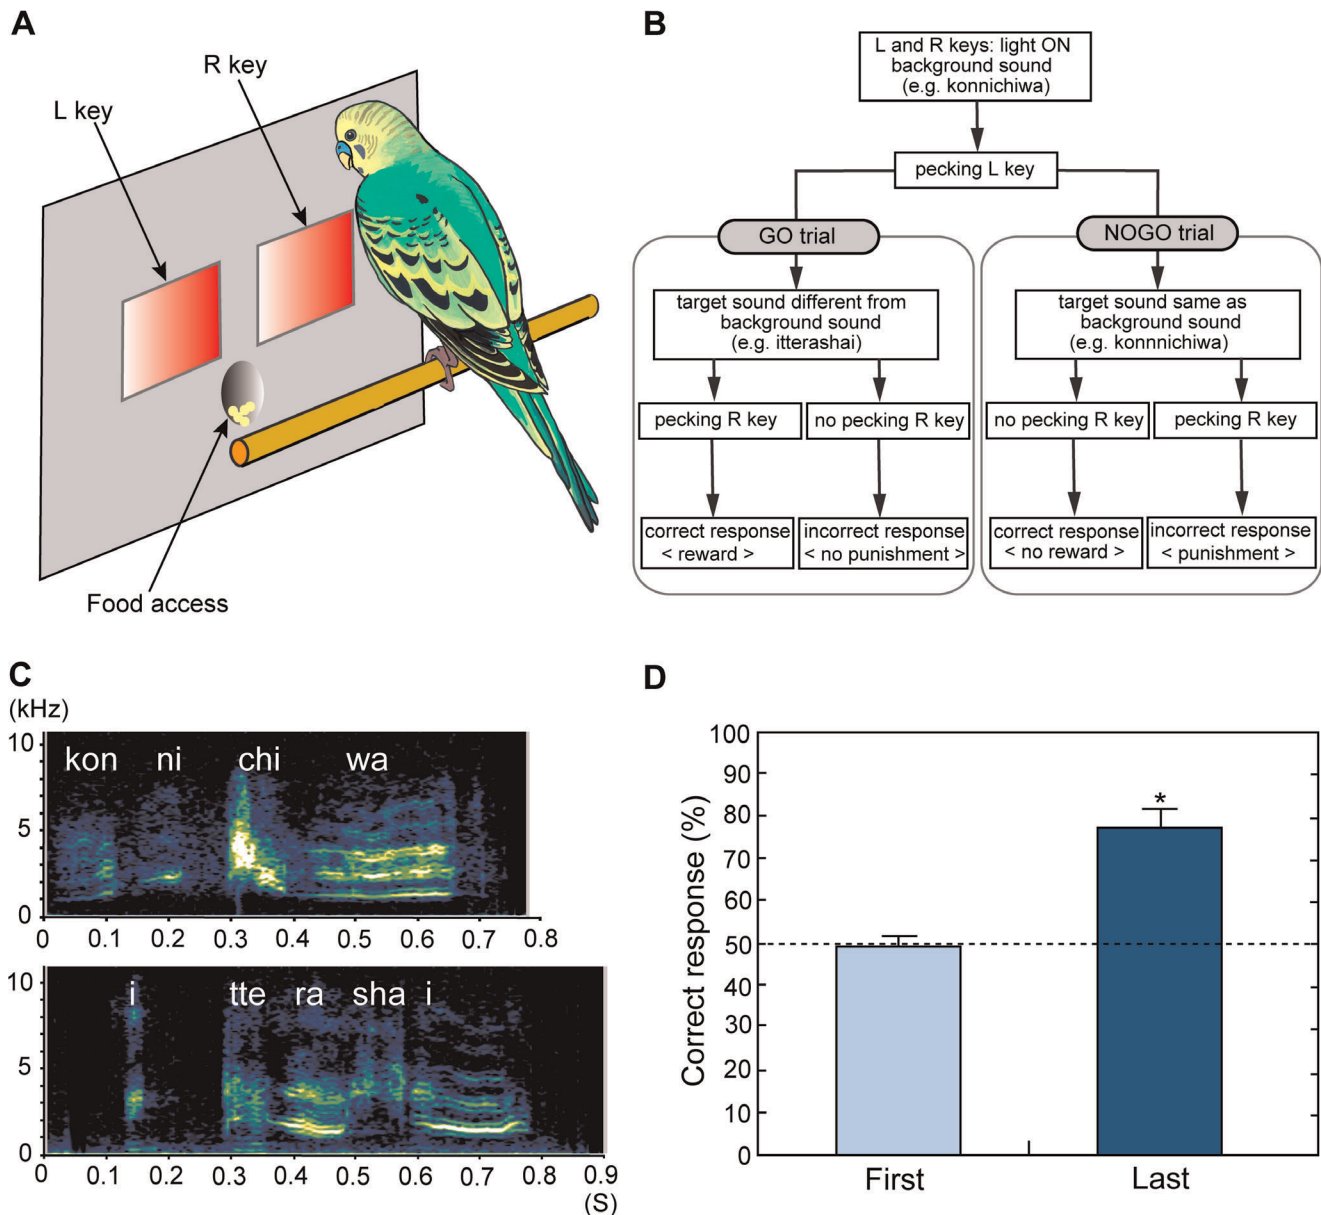 A
R key
L key
Food access
B
L and R keys: light ON
background sound
(e.g. konnichiwa)
pecking L key
GO trial
NOGO trial
target sound different from
background sound
(e.g. itterashai)
target sound same as
background sound
(e.g. konnnichiwa)
pecking R key
no pecking R key
no pecking R key
pecking R key
correct response
< reward >
incorrect response
< no punishment >
correct response
< no reward >
incorrect response
< punishment >
C
(kHz)
10
5
0
kon ni chi wa
0 0.1 0.2 0.3 0.4 0.5 0.6 0.7 0.8
10
5
0
i tte ra sha i
0 0.1 0.2 0.3 0.4 0.5 0.6 0.7 0.8 0.9
(S)
D
Correct response (%)
100
90
80
70
60
50
40
30
20
10
0
*
First
Last